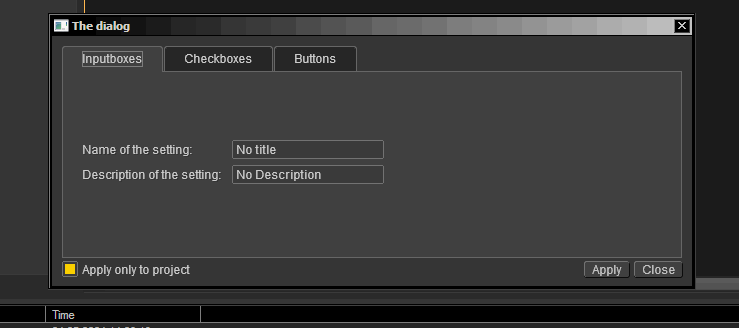 The dialog
Inputboxes Checkboxes Buttons
Name of the setting: No title
Description of the setting: No Description
Apply only to project Apply Close
Time